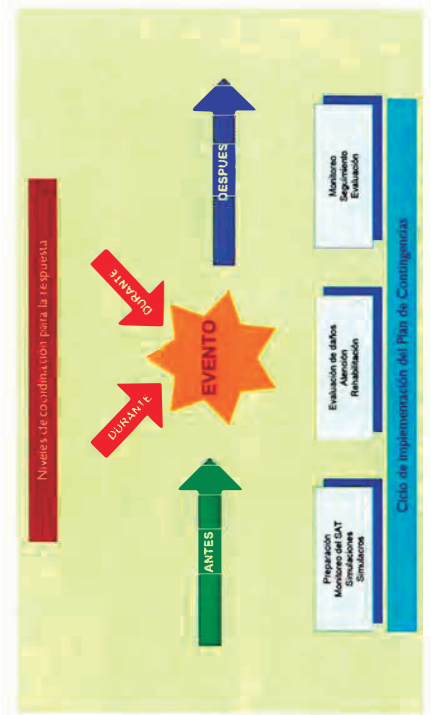 Niveles de coordinación para la respuesta
ANTES
DURANTE
DURANTE
EVENTO
DESPUES
Preparación
Monitoreo del SAT
Simulaciones
Simulacros
Evaluación de daños
Atención
Rehabilitación
Monitoreo
Seguimiento
Evaluación
Ciclo de implementación del Plan de Contingencias